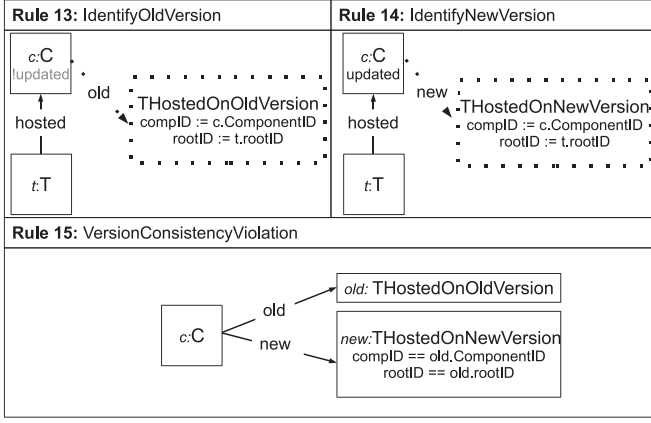 Rule 13: IdentifyOldVersion
c:C
!updated
old
THostedOnOldVersion
compID := c.ComponentID
rootID := t.rootID
hosted
t:T
Rule 14: IdentifyNewVersion
c:C
updated
new
THostedOnNewVersion
compID := c.ComponentID
rootID := t.rootID
hosted
t:T
Rule 15: VersionConsistencyViolation
c:C
old
new
old: THostedOnOldVersion
new:THostedOnNewVersion
compID == old.ComponentID
rootID == old.rootID